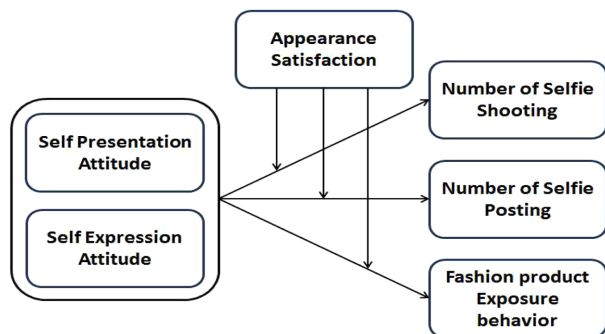 Appearance
Satisfaction
Self Presentation
Attitude
Self Expression
Attitude
Number of Selfie
Shooting
Number of Selfie
Posting
Fashion product
Exposure
behavior